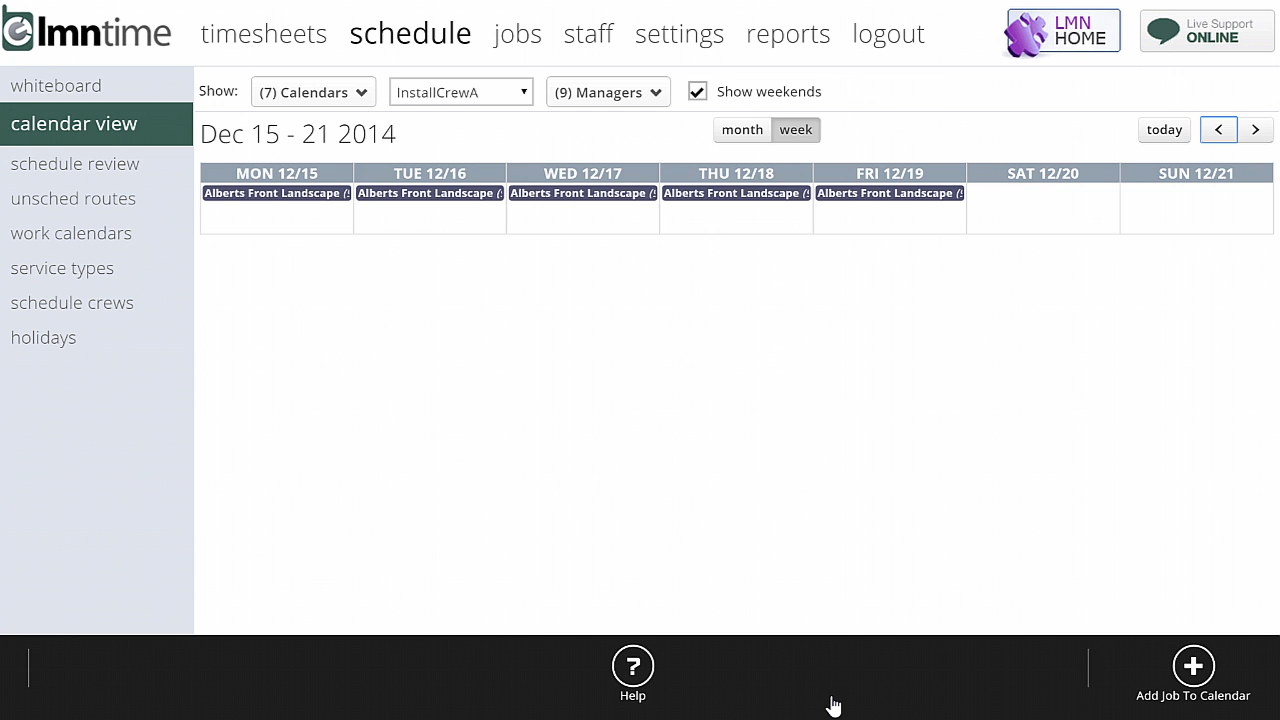 lmntime timesheets schedule jobs staff settings reports logout LMN HOME Live Support ONLINE
whiteboard
calendar view
schedule review
unsched routes
work calendars
service types
schedule crews
holidays
Show: (7) Calendars InstallCrewA (9) Managers Show weekends
Dec 15 - 21 2014 month week today < >
MON 12/15 TUE 12/16 WED 12/17 THU 12/18 FRI 12/19 SAT 12/20 SUN 12/21
Alberts Front Landscape Alberts Front Landscape Alberts Front Landscape Alberts Front Landscape Alberts Front Landscape
? Help
+ Add Job To Calendar